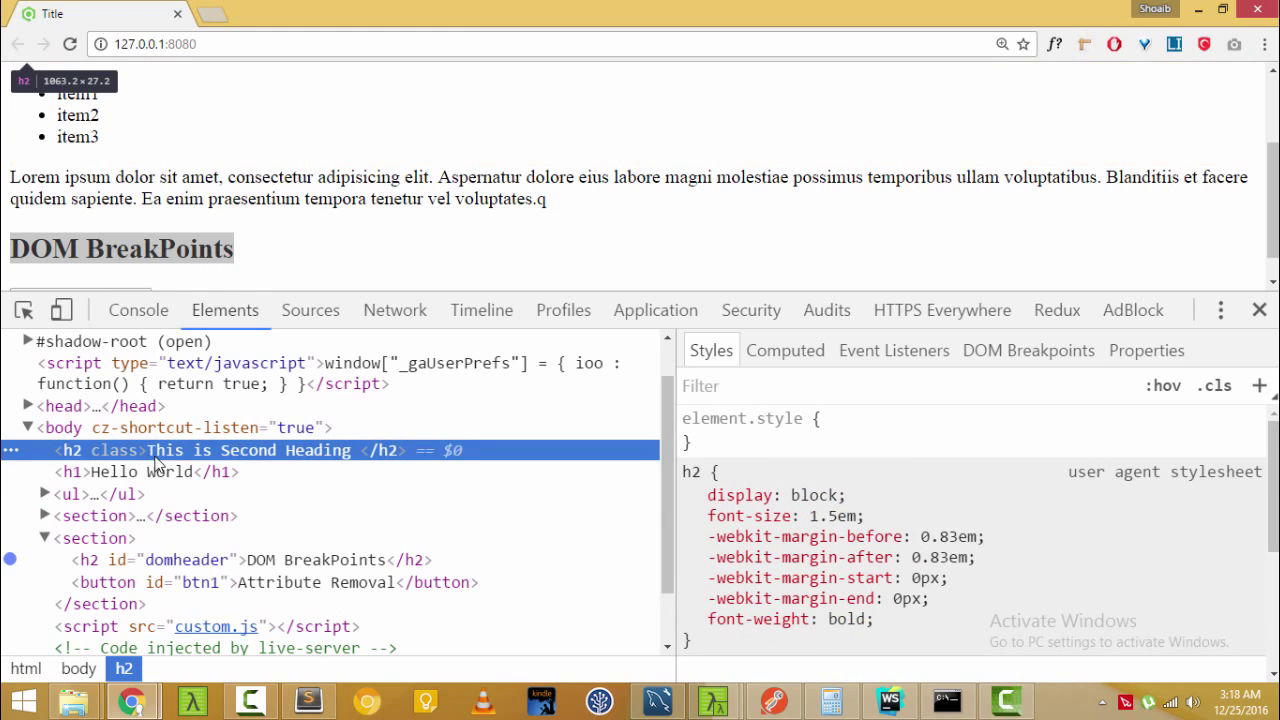 Title
Shoaib
127.0.0.1:8080
f?
h2 1063.2×27.2
item1
item2
item3
Lorem ipsum dolor sit amet, consectetur adipisicing elit. Aspernatur dolore eius labore magni molestiae possimus temporibus ullam voluptatibus. Blanditiis et facere
quidem sapiente. Ea enim praesentium tempora tenetur vel voluptates.q
DOM BreakPoints
Console Elements Sources Network Timeline Profiles Application Security Audits HTTPS Everywhere Redux AdBlock
#shadow-root (open)
<script type="text/javascript">window["_gaUserPrefs"] = { ioo :
function() { return true; } }</script>
<head>…</head>
<body cz-shortcut-listen="true">
<h2 class>This is Second Heading </h2> == $0
<h1>Hello World</h1>
<ul>…</ul>
<section>…</section>
<section>
<h2 id="domheader">DOM BreakPoints</h2>
<button id="btn1">Attribute Removal</button>
</section>
<script src="custom.js"></script>
<!-- Code injected by live-server -->
html body h2
Styles Computed Event Listeners DOM Breakpoints Properties
Filter :hov .cls +
element.style {
}
h2 { user agent stylesheet
display: block;
font-size: 1.5em;
-webkit-margin-before: 0.83em;
-webkit-margin-after: 0.83em;
-webkit-margin-start: 0px;
-webkit-margin-end: 0px;
font-weight: bold;
}
Activate Windows
Go to PC settings to activate Windows.
kindle
WS
3:18 AM
12/25/2016